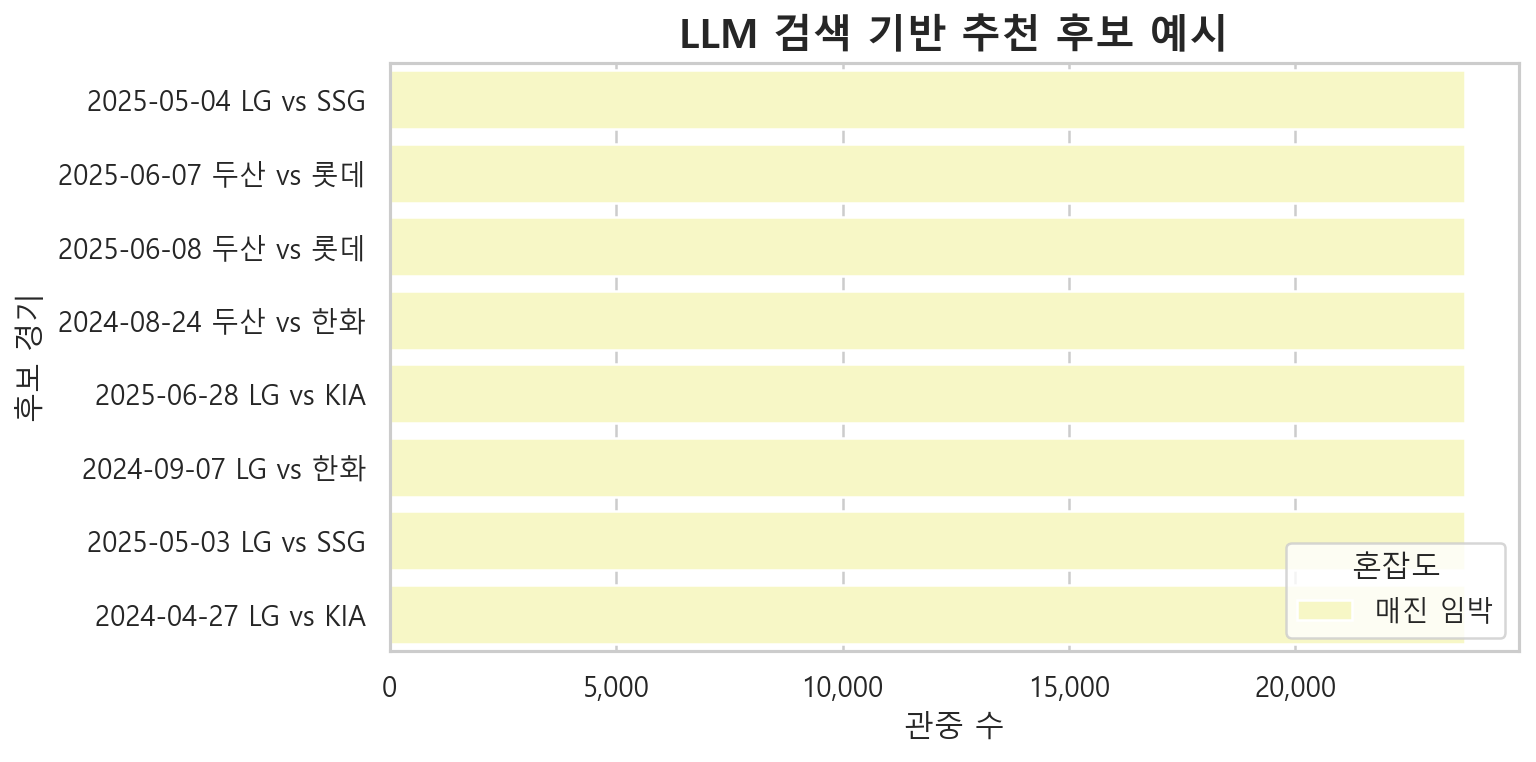 LLM 검색 기반 추천 후보 예시
후보 경기
2025-05-04 LG vs SSG
2025-06-07 두산 vs 롯데
2025-06-08 두산 vs 롯데
2024-08-24 두산 vs 한화
2025-06-28 LG vs KIA
2024-09-07 LG vs 한화
2025-05-03 LG vs SSG
2024-04-27 LG vs KIA
혼잡도
매진 임박
0 5,000 10,000 15,000 20,000
관중 수